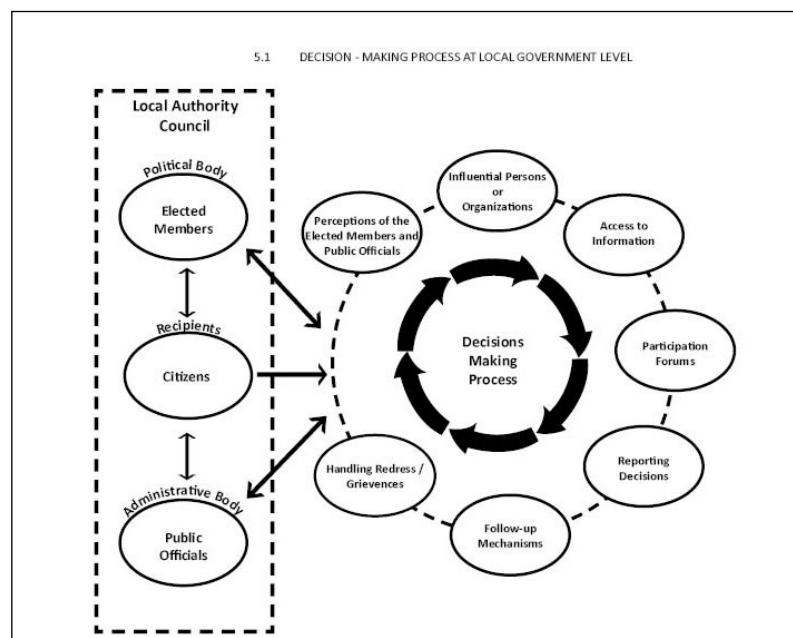 5.1 DECISION - MAKING PROCESS AT LOCAL GOVERNMENT LEVEL
Local Authority
Council
Political Body
Elected
Members
Recipients
Citizens
Administrative Body
Public
Officials
Perceptions of the
Elected Members and
Public Officials
Influential Persons
or
Organizations
Access to
Information
Participation
Forums
Reporting
Decisions
Follow-up
Mechanisms
Handling Redress /
Grievences
Decisions
Making
Process